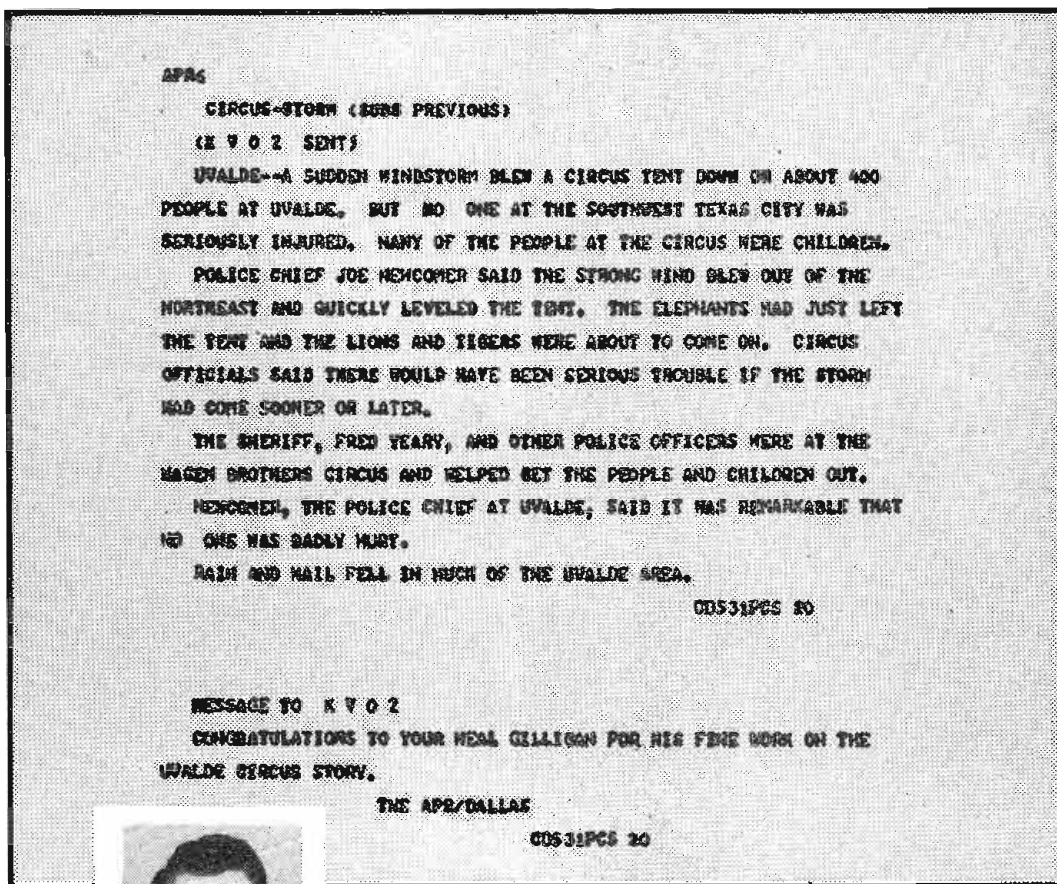 APR6
CIRCUS-STORM (SUBS PREVIOUS)
(K V O Z SENT)
UVALDE--A SUDDEN WINDSTORM BLEW A CIRCUS TENT DOWN ON ABOUT 400
PEOPLE AT UVALDE. BUT NO ONE AT THE SOUTHWEST TEXAS CITY WAS
SERIOUSLY INJURED. MANY OF THE PEOPLE AT THE CIRCUS WERE CHILDREN.
POLICE CHIEF JOE NEWCOMER SAID THE STRONG WIND BLEW OUT OF THE
NORTHEAST AND QUICKLY LEVELED THE TENT. THE ELEPHANTS HAD JUST LEFT
THE TENT AND THE LIONS AND TIGERS WERE ABOUT TO COME ON. CIRCUS
OFFICIALS SAID THERE WOULD HAVE BEEN SERIOUS TROUBLE IF THE STORM
HAD COME SOONER OR LATER.
THE SHERIFF, FRED YEARY, AND OTHER POLICE OFFICERS WERE AT THE
HAGEN BROTHERS CIRCUS AND HELPED GET THE PEOPLE AND CHILDREN OUT.
NEWCOMER, THE POLICE CHIEF AT UVALDE, SAID IT WAS REMARKABLE THAT
NO ONE WAS BADLY HURT.
RAIN AND HAIL FELL IN MUCH OF THE UVALDE AREA.
CD531PCS 20
MESSAGE TO K V O Z
CONGRATULATIONS TO YOUR NEAL GILLIGAN FOR HIS FINE WORK ON THE
UVALDE CIRCUS STORY.
THE APR/DALLAS
CD531PCS 20